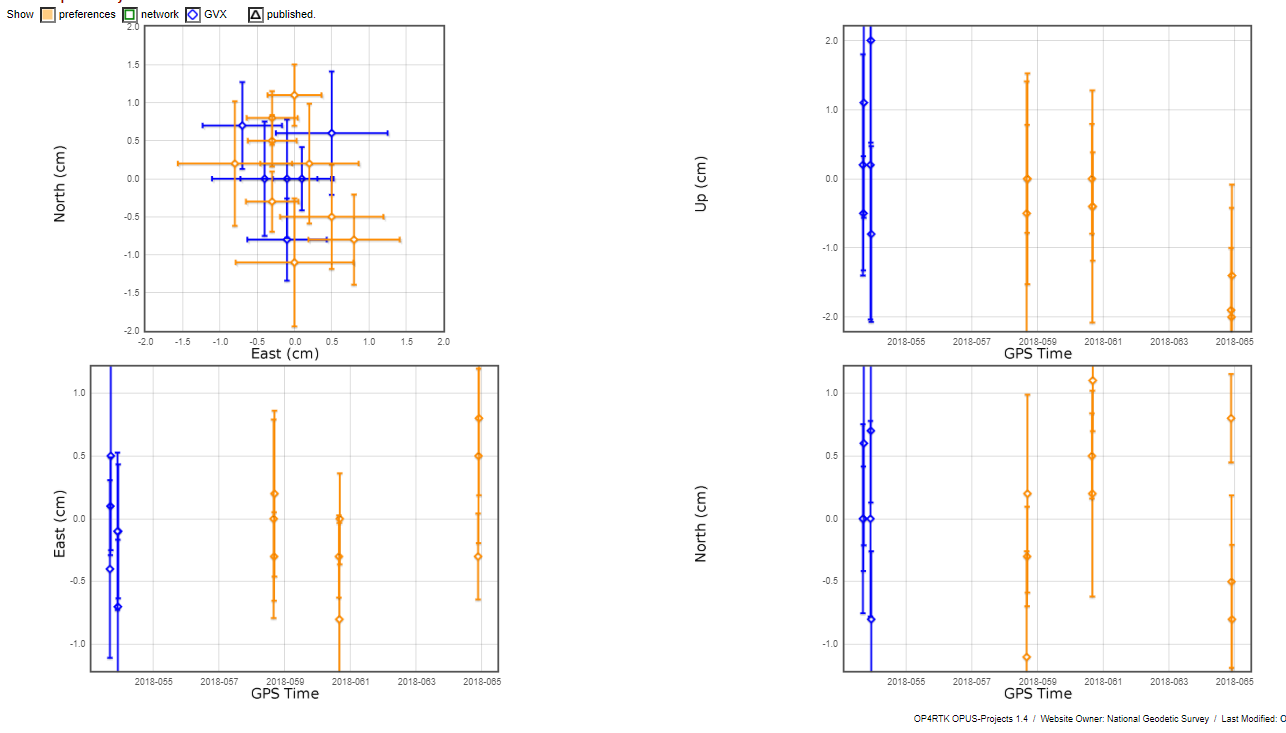 Show preferences network GVX published.
2.0
1.5
1.0
0.5
0.0
-0.5
-1.0
-1.5
-2.0
North (cm)
-2.0 -1.5 -1.0 -0.5 0.0 0.5 1.0 1.5 2.0
East (cm)
2.0
1.0
0.0
-1.0
-2.0
Up (cm)
2018-055 2018-057 2018-059 2018-061 2018-063 2018-065
GPS Time
1.0
0.5
0.0
-0.5
-1.0
East (cm)
2018-055 2018-057 2018-059 2018-061 2018-063 2018-065
GPS Time
1.0
0.5
0.0
-0.5
-1.0
North (cm)
2018-055 2018-057 2018-059 2018-061 2018-063 2018-065
GPS Time
OP4RTK OPUS-Projects 1.4 / Website Owner: National Geodetic Survey / Last Modified: O